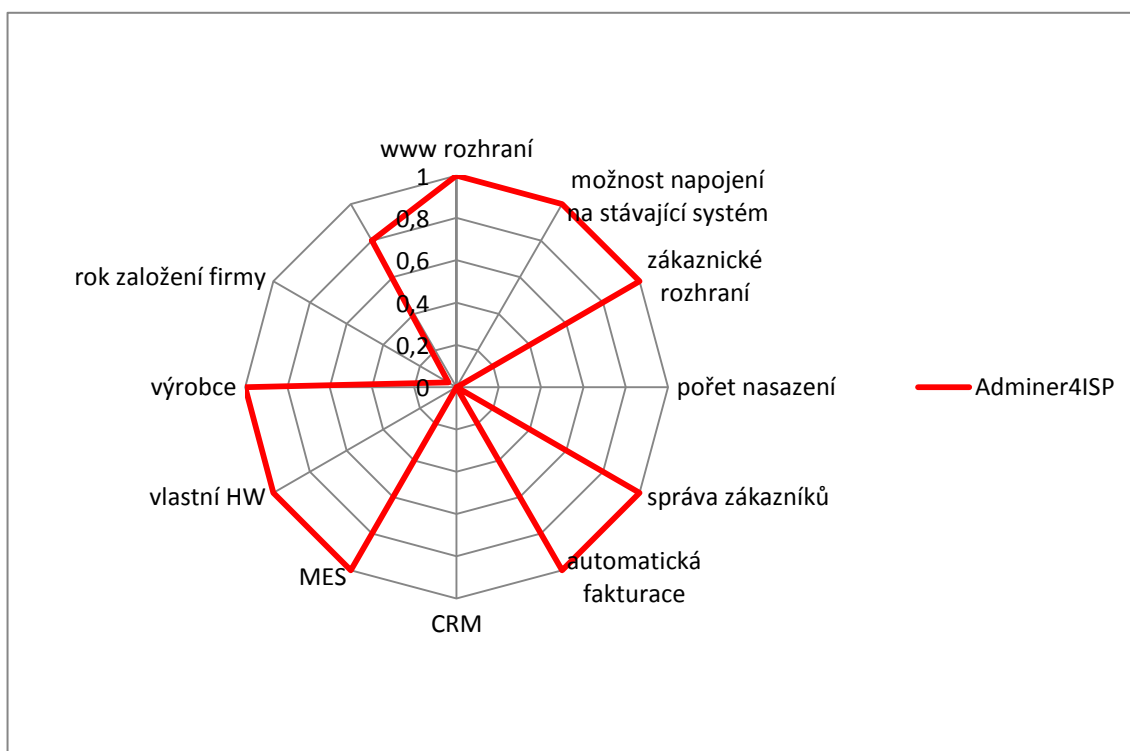 www rozhraní
možnost napojení
na stávající systém
zákaznické
rozhraní
pořet nasazení
správa zákazníků
automatická
fakturace
CRM
MES
vlastní HW
výrobce
rok založení firmy
1
0,8
0,6
0,4
0,2
0
Adminer4ISP